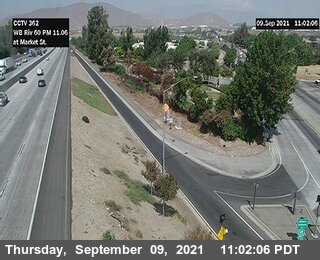 CCTV 362
WB Riv 60 PM 11.06
at Market St.
09.Sep 2021
11:02:06
Thursday, September 09, 2021 11:02:06 PDT